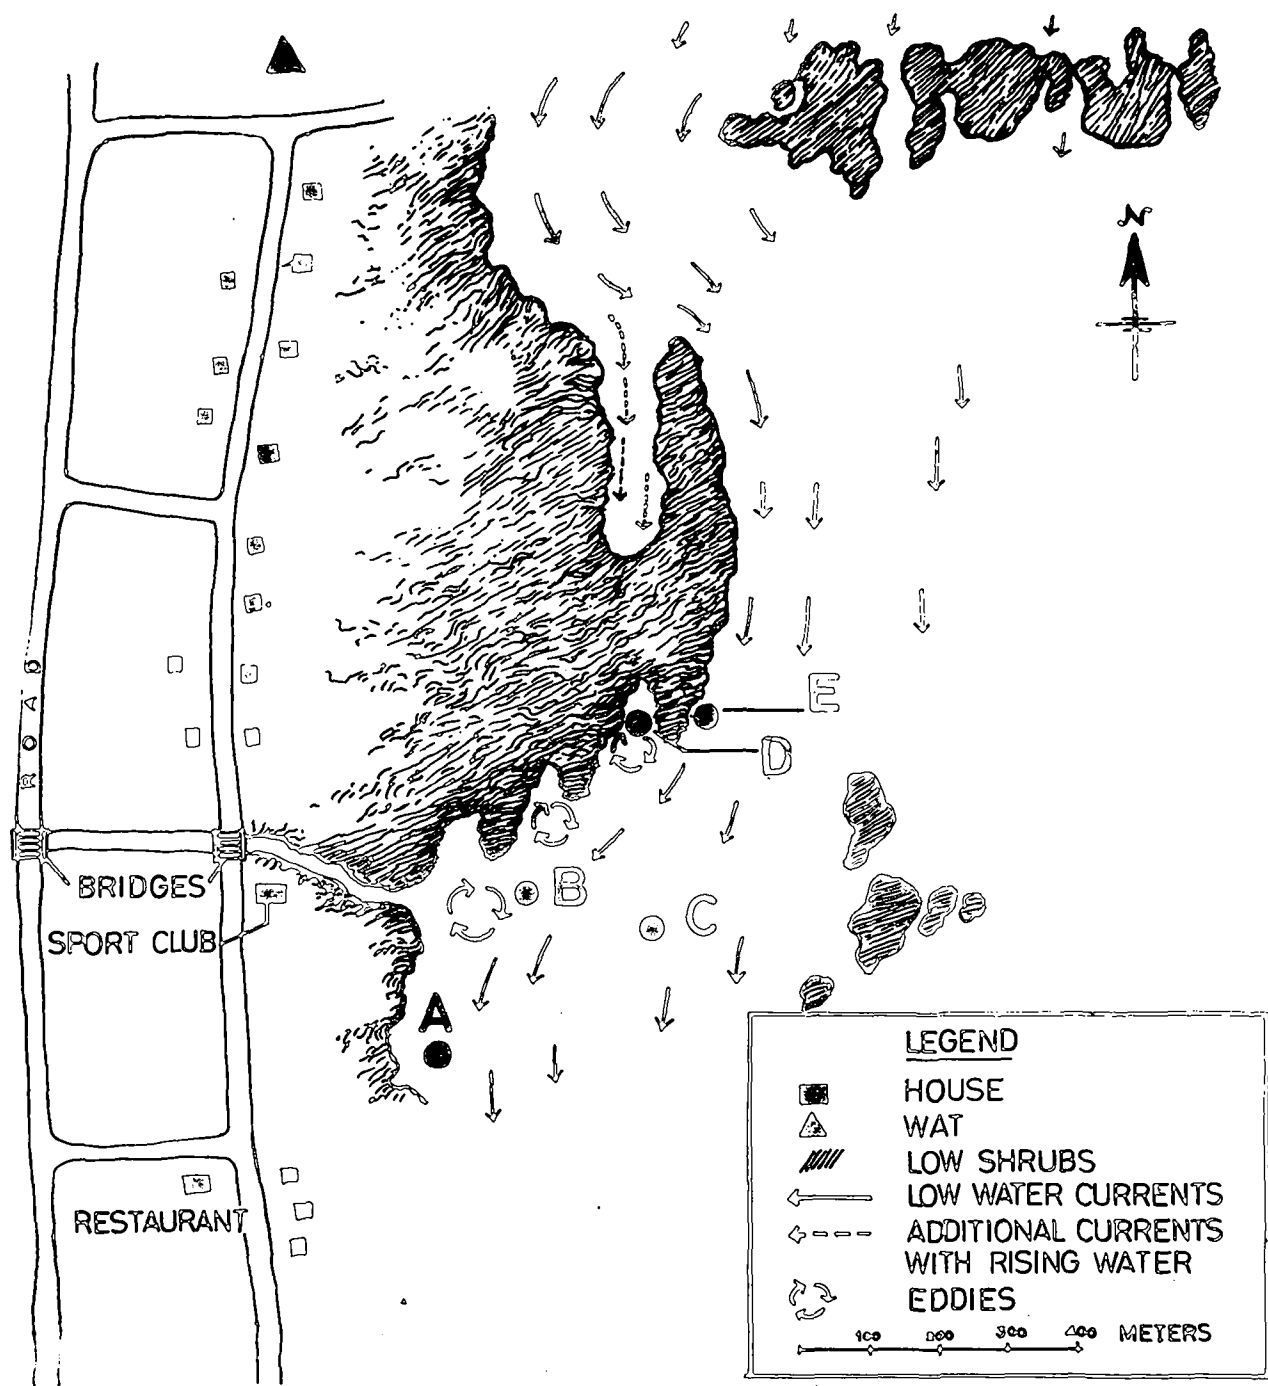 N
ROAD
E
D
BRIDGES
B
SPORT CLUB
C
A
LEGEND
HOUSE
WAT
LOW SHRUBS
LOW WATER CURRENTS
ADDITIONAL CURRENTS
WITH RISING WATER
EDDIES
100 200 300 400 METERS
RESTAURANT